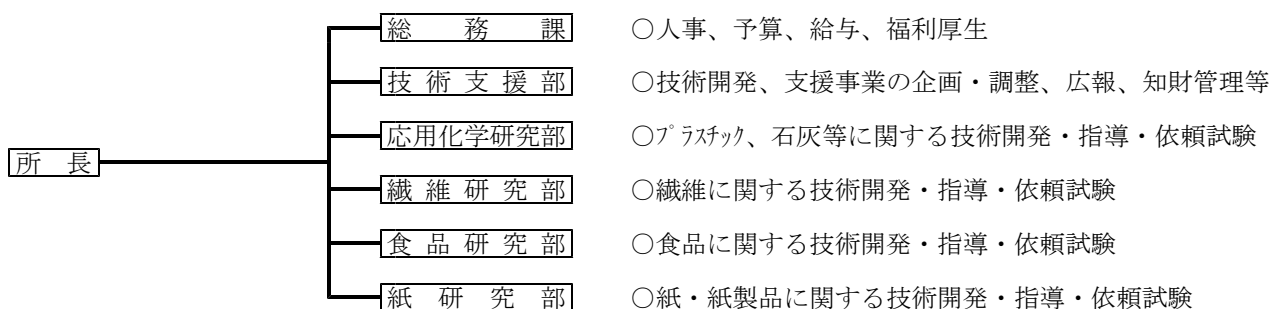 総務課 ○人事、予算、給与、福利厚生
技術支援部 ○技術開発、支援事業の企画・調整、広報、知財管理等
応用化学研究部 ○ﾌﾟﾗｽﾁｯｸ、石灰等に関する技術開発・指導・依頼試験
所長
繊維研究部 ○繊維に関する技術開発・指導・依頼試験
食品研究部 ○食品に関する技術開発・指導・依頼試験
紙研究部 ○紙・紙製品に関する技術開発・指導・依頼試験